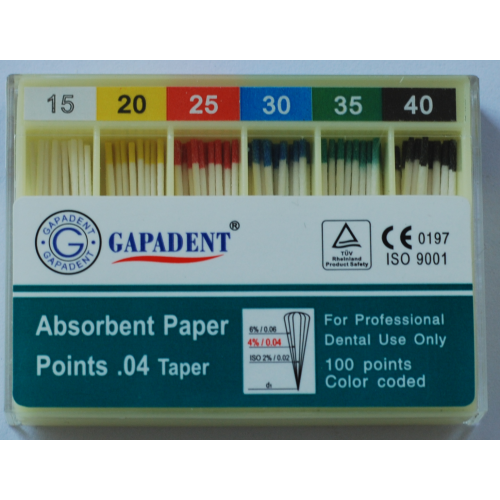 15 20 25 30 35 40
GAPADENT
G
GAPADENT
GAPADENT®
TÜV
Rheinland
Product Safety
CE 0197
ISO 9001
Absorbent Paper
Points .04 Taper
6% / 0.06
4% / 0.04
ISO 2% / 0.02
d₁
For Professional
Dental Use Only
100 points
Color coded